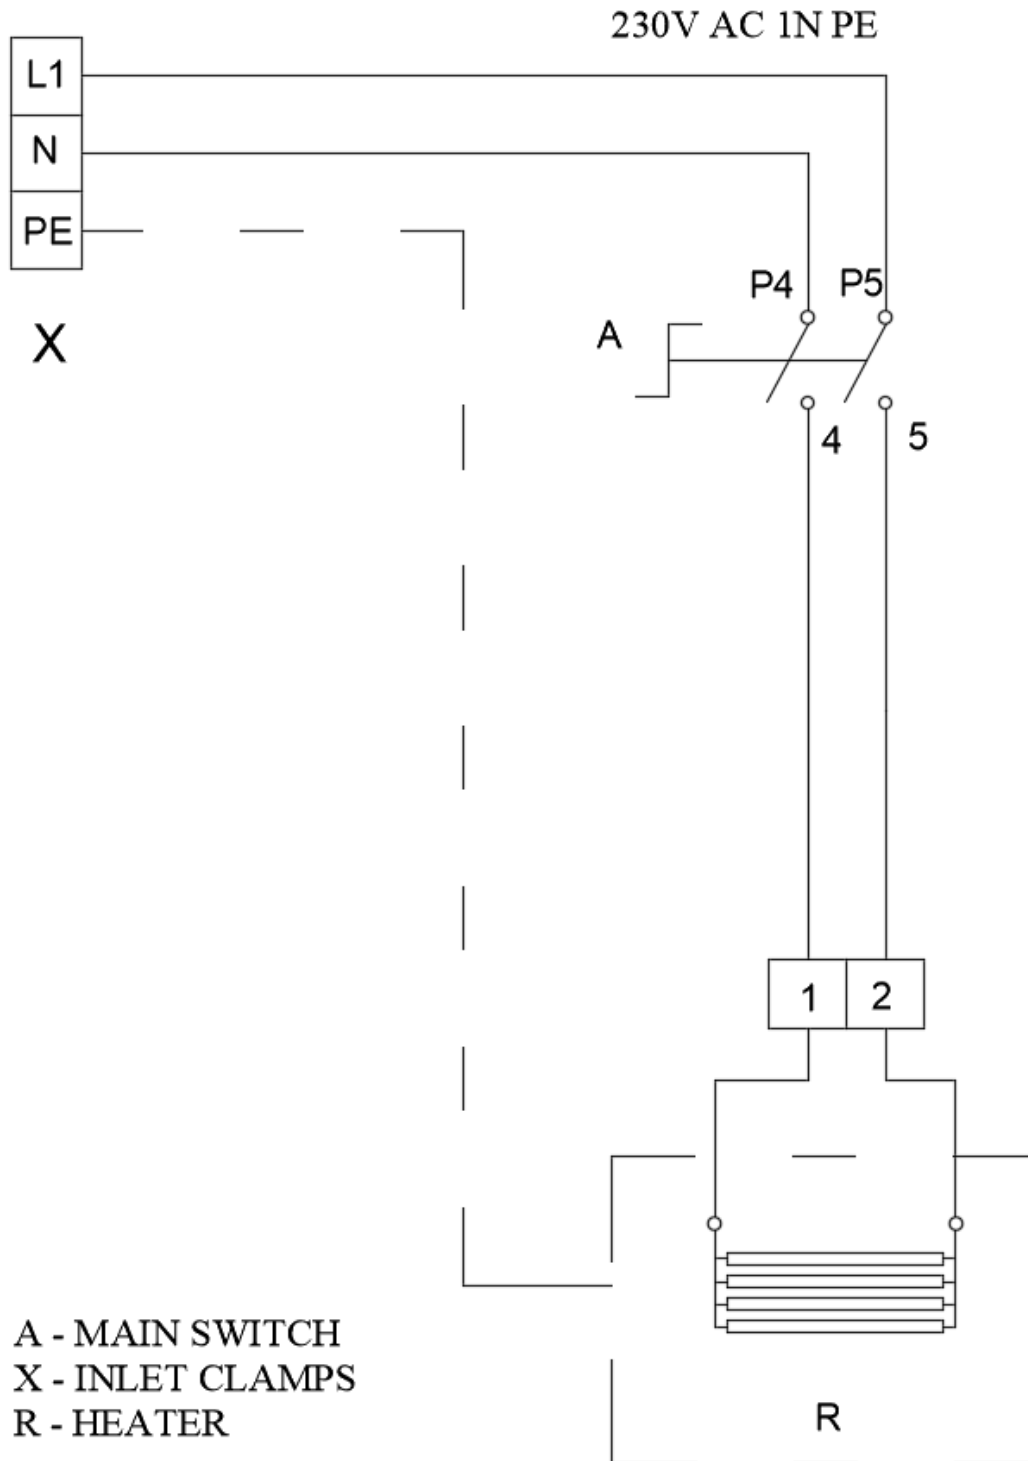 230V AC 1N PE
L1
N
PE
X
P4
P5
A
4
5
1
2
A - MAIN SWITCH
X - INLET CLAMPS
R - HEATER
R